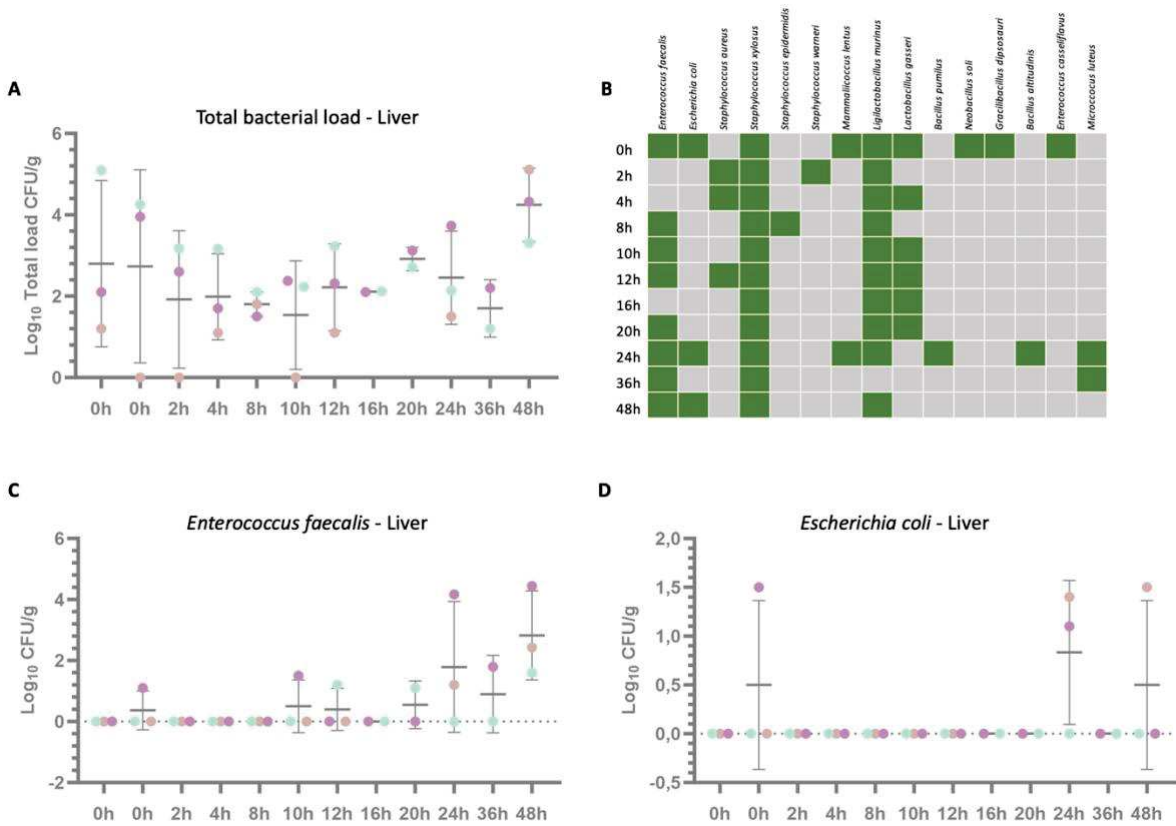 A
Total bacterial load - Liver
Log10 Total load CFU/g
6
4
2
0
0h 0h 2h 4h 8h 10h 12h 16h 20h 24h 36h 48h
B
Enterococcus faecalis
Escherichia coli
Staphylococcus aureus
Staphylococcus xylosus
Staphylococcus epidermidis
Staphylococcus warneri
Mammaliicoccus lentus
Ligilactobacillus murinus
Lactobacillus gasseri
Bacillus pumilus
Neobacillus soli
Gracilibacillus dipsosauri
Bacillus altitudinis
Enterococcus casseliflavus
Micrococcus luteus
0h
2h
4h
8h
10h
12h
16h
20h
24h
36h
48h
C
Enterococcus faecalis - Liver
Log10 CFU/g
6
4
2
0
-2
0h 0h 2h 4h 8h 10h 12h 16h 20h 24h 36h 48h
D
Escherichia coli - Liver
Log10 CFU/g
2,0
1,5
1,0
0,5
0,0
-0,5
0h 0h 2h 4h 8h 10h 12h 16h 20h 24h 36h 48h